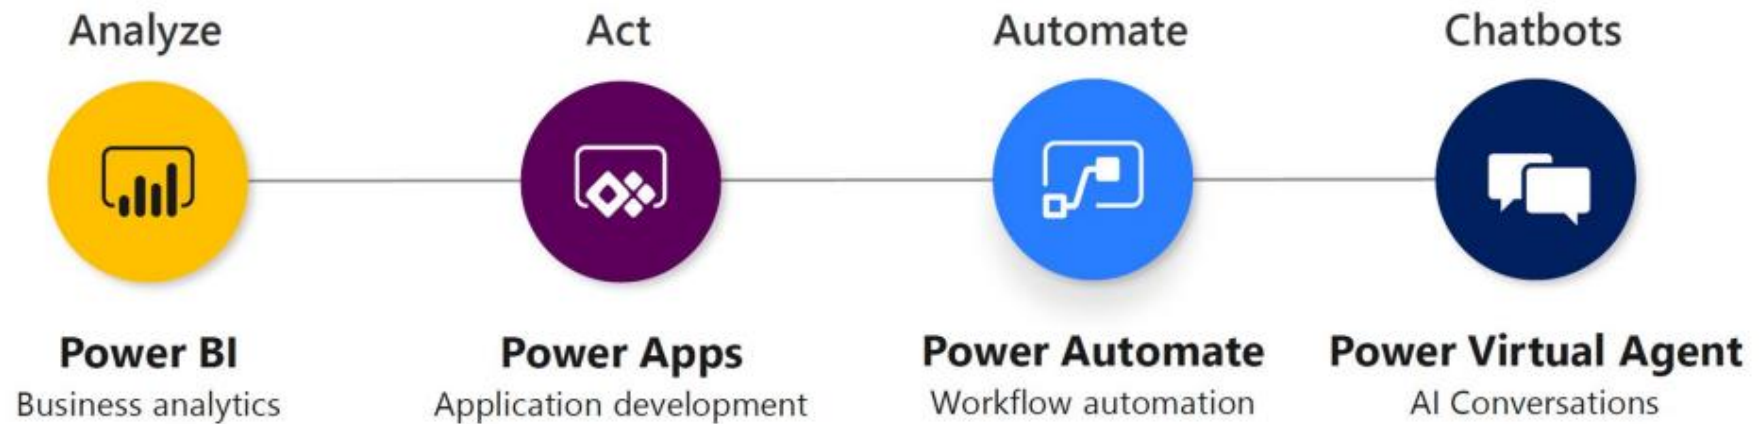 Analyze
Act
Automate
Chatbots
Power BI
Power Apps
Power Automate
Power Virtual Agent
Business analytics
Application development
Workflow automation
AI Conversations